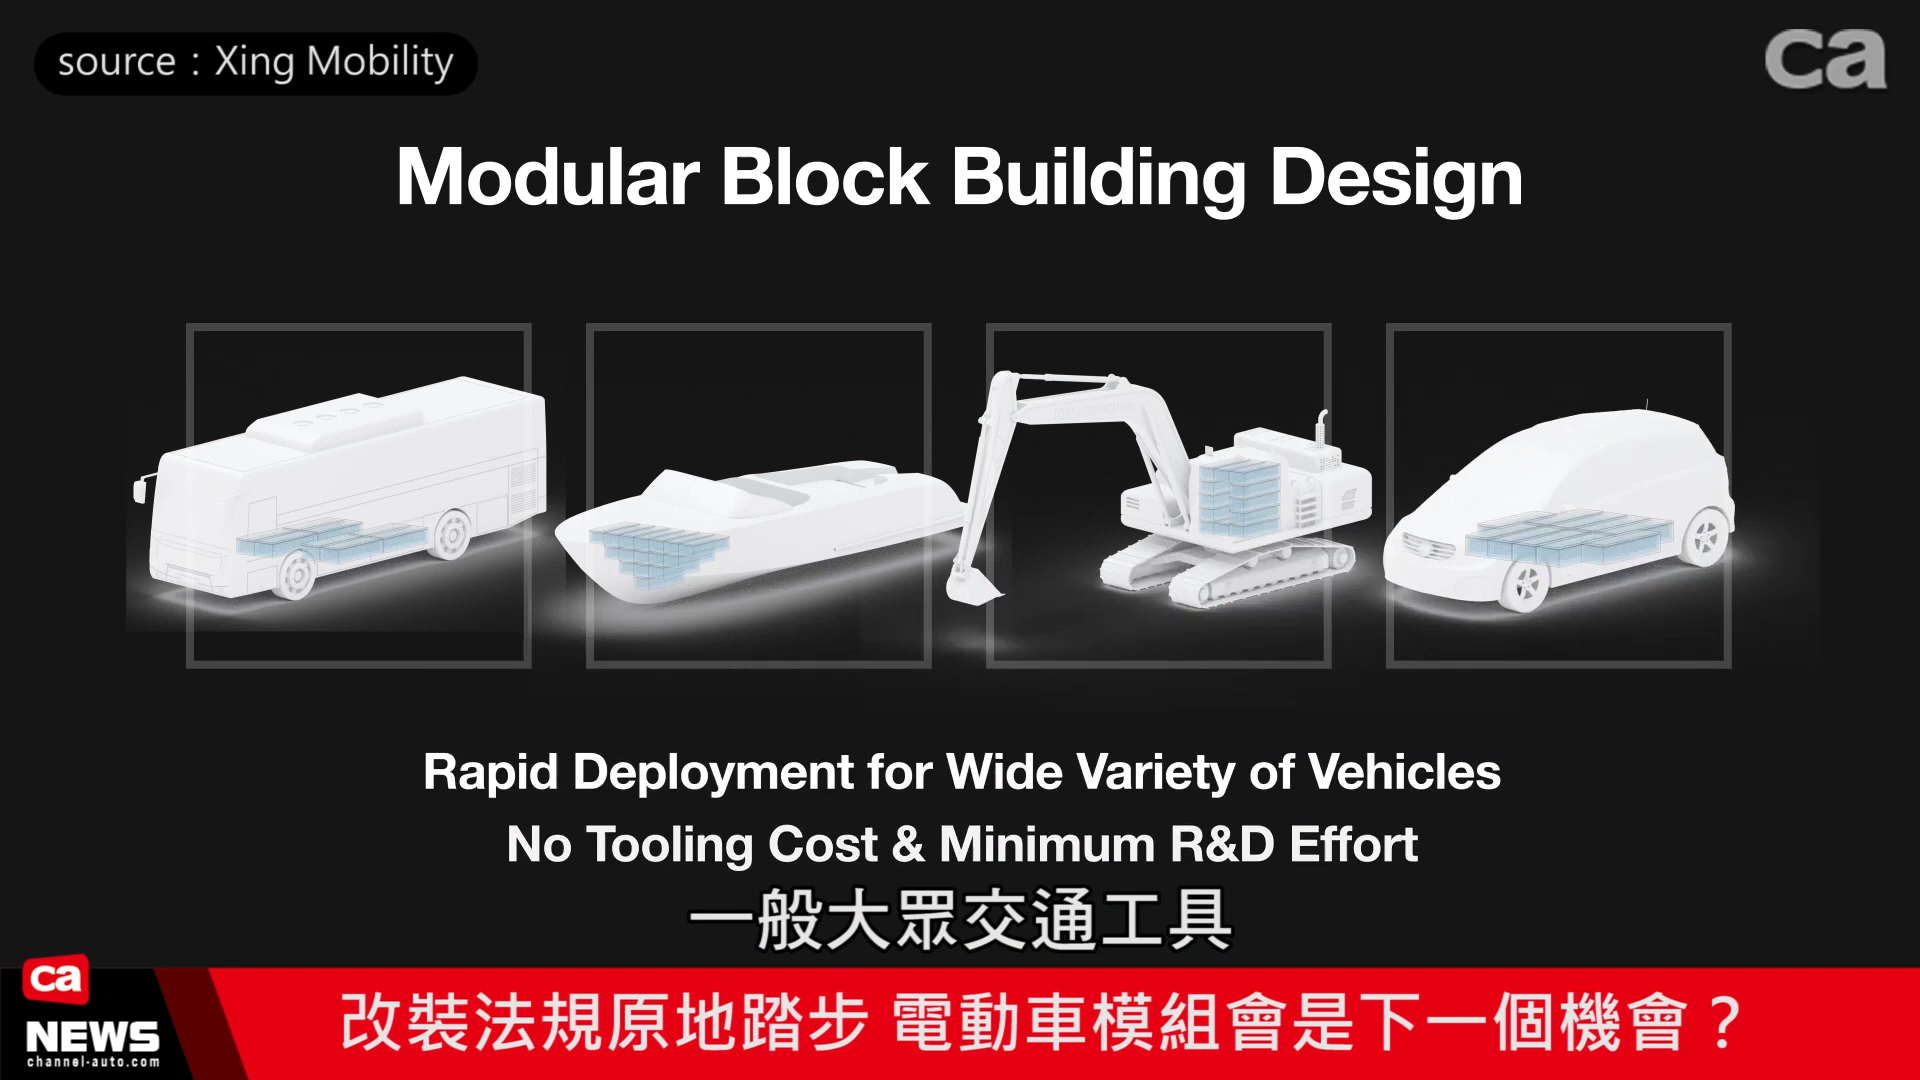 source：Xing Mobility
ca
Modular Block Building Design
Rapid Deployment for Wide Variety of Vehicles
No Tooling Cost & Minimum R&D Effort
一般大眾交通工具
ca
NEWS
channel-auto.com
改裝法規原地踏步 電動車模組會是下一個機會？